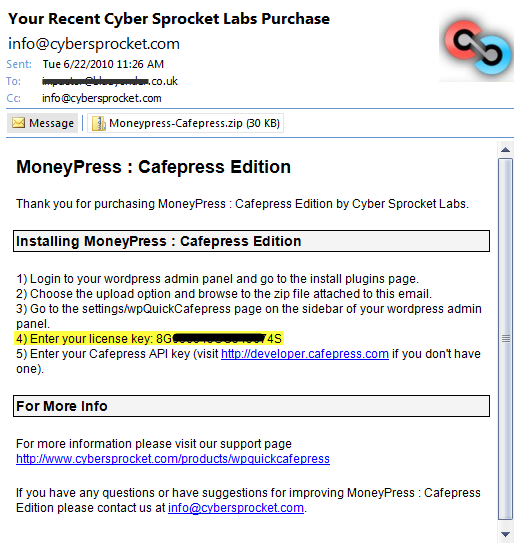 Your Recent Cyber Sprocket Labs Purchase
info@cybersprocket.com
Sent: Tue 6/22/2010 11:26 AM
To: .co.uk
Cc: info@cybersprocket.com
Message Moneypress-Cafepress.zip (30 KB)
MoneyPress : Cafepress Edition
Thank you for purchasing MoneyPress : Cafepress Edition by Cyber Sprocket Labs.
Installing MoneyPress : Cafepress Edition
1) Login to your wordpress admin panel and go to the install plugins page.
2) Choose the upload option and browse to the zip file attached to this email.
3) Go to the settings/wpQuickCafepress page on the sidebar of your wordpress admin
panel.
4) Enter your license key: 8G 74S
5) Enter your Cafepress API key (visit http://developer.cafepress.com if you don't have
one).
For More Info
For more information please visit our support page
http://www.cybersprocket.com/products/wpquickcafepress
If you have any questions or have suggestions for improving MoneyPress : Cafepress
Edition please contact us at info@cybersprocket.com.